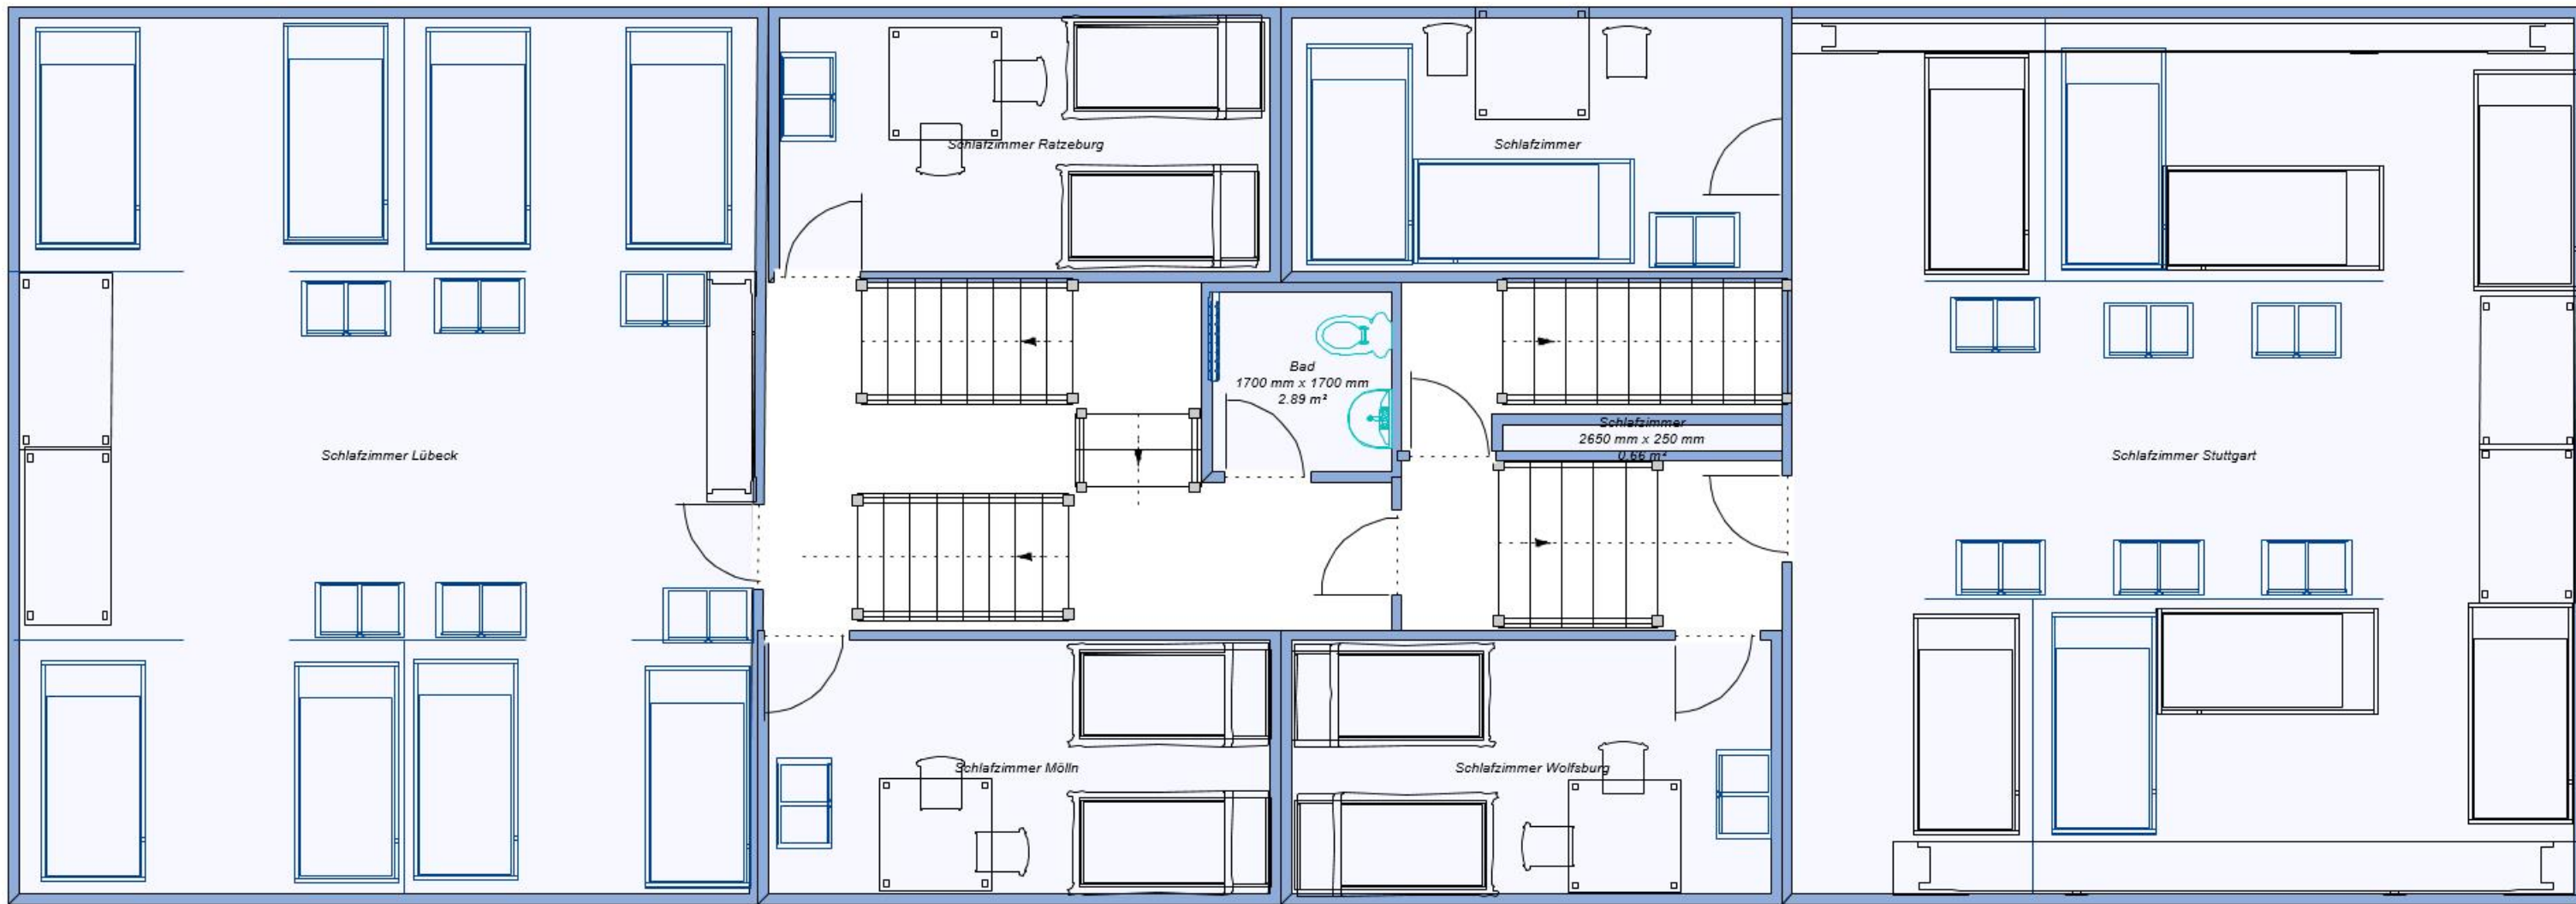 Schlafzimmer Ratzeburg
Schlafzimmer
Bad
1700 mm x 1700 mm
2.89 m²
Schlafzimmer
2650 mm x 250 mm
0.66 m²
Schlafzimmer Lübeck
Schlafzimmer Stuttgart
Schlafzimmer Mölln
Schlafzimmer Wolfsburg